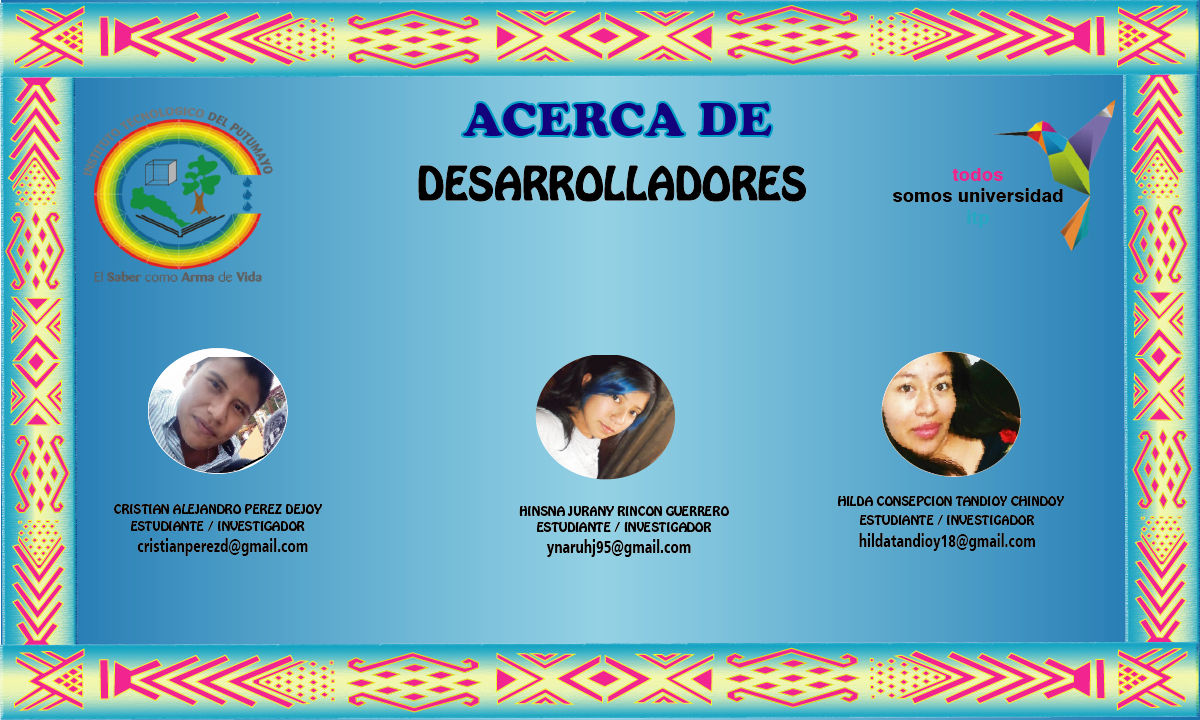 INSTITUTO TECNOLÓGICO DEL PUTUMAYO
El Saber como Arma de Vida
ACERCA DE
DESARROLLADORES
todos
somos universidad
itp
CRISTIAN ALEJANDRO PEREZ DEJOY
ESTUDIANTE / INVESTIGADOR
cristianperezd@gmail.com
HINSNA JURANY RINCON GUERRERO
ESTUDIANTE / INVESTIGADOR
ynaruhj95@gmail.com
HILDA CONSEPCION TANDIOY CHINDOY
ESTUDIANTE / INVESTIGADOR
hildatandioy18@gmail.com